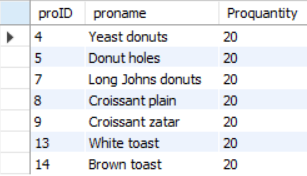 proID proname Proquantity
4 Yeast donuts 20
5 Donut holes 20
7 Long Johns donuts 20
8 Croissant plain 20
9 Croissant zatar 20
13 White toast 20
14 Brown toast 20